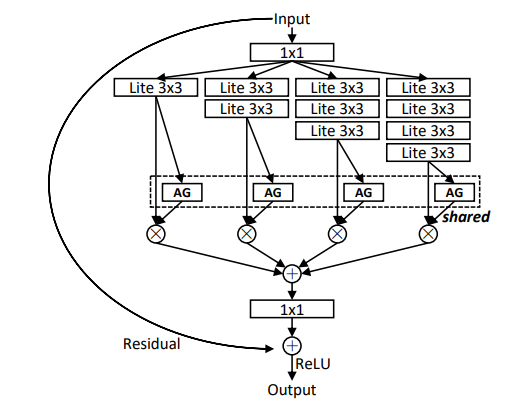 Input
1x1
Lite 3x3 Lite 3x3 Lite 3x3 Lite 3x3
Lite 3x3 Lite 3x3 Lite 3x3
Lite 3x3 Lite 3x3
Lite 3x3
AG AG AG AG
shared
1x1
Residual
ReLU
Output